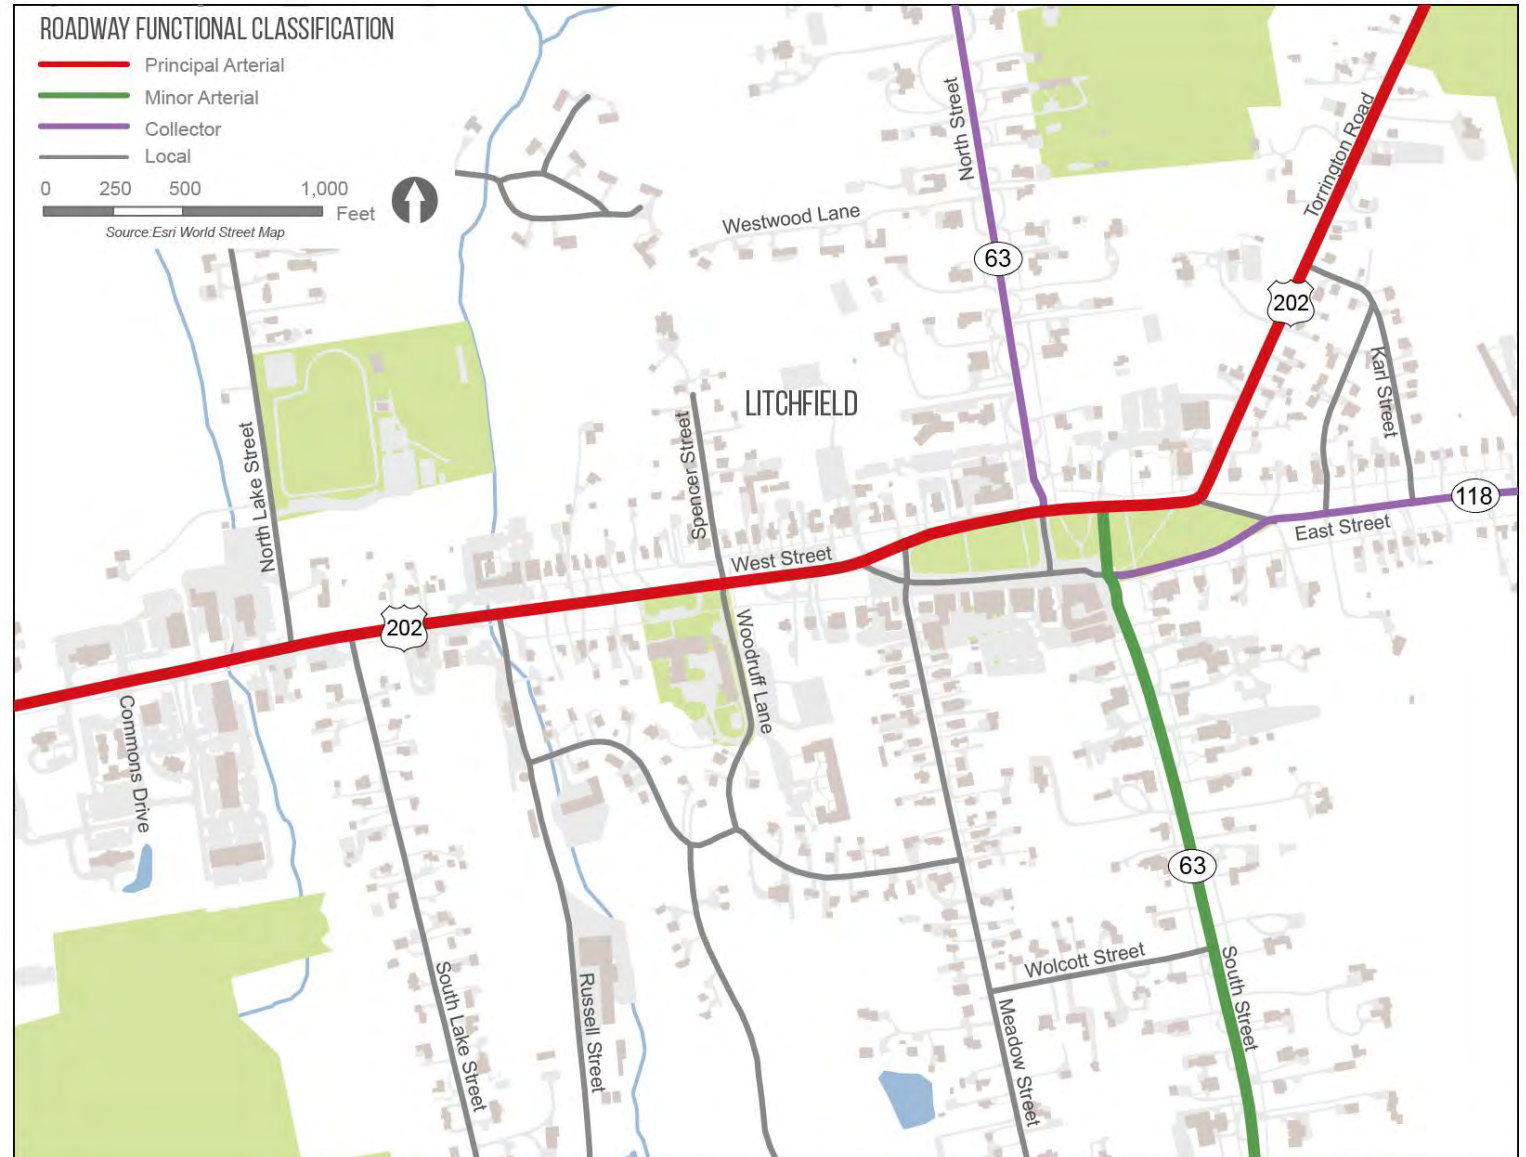 ROADWAY FUNCTIONAL CLASSIFICATION
Principal Arterial
Minor Arterial
Collector
Local
0 250 500 1,000
Feet
Source:Esri World Street Map
North Street
Torrington Road
Westwood Lane
63
202
Karl Street
LITCHFIELD
Spencer Street
North Lake Street
118
East Street
West Street
202
Woodruff Lane
Commons Drive
63
Wolcott Street
South Street
South Lake Street
Russell Street
Meadow Street